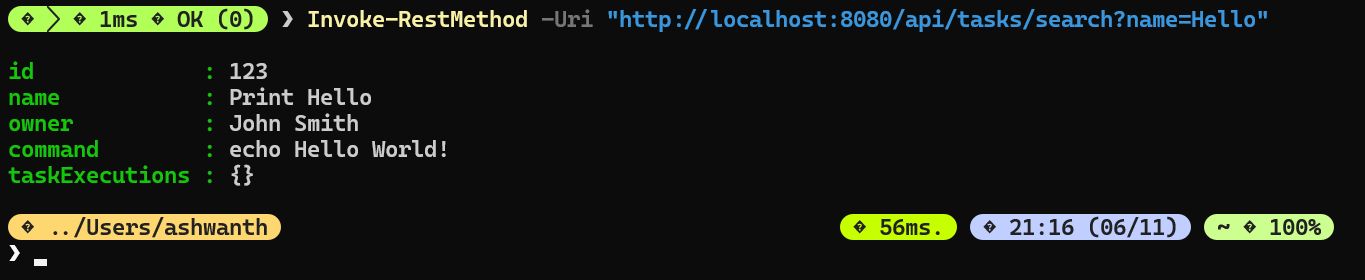 � � 1ms � OK (0) ❯ Invoke-RestMethod -Uri "http://localhost:8080/api/tasks/search?name=Hello"
id : 123
name : Print Hello
owner : John Smith
command : echo Hello World!
taskExecutions : {}
� ../Users/ashwanth � 56ms. � 21:16 (06/11) ~ � 100%
❯